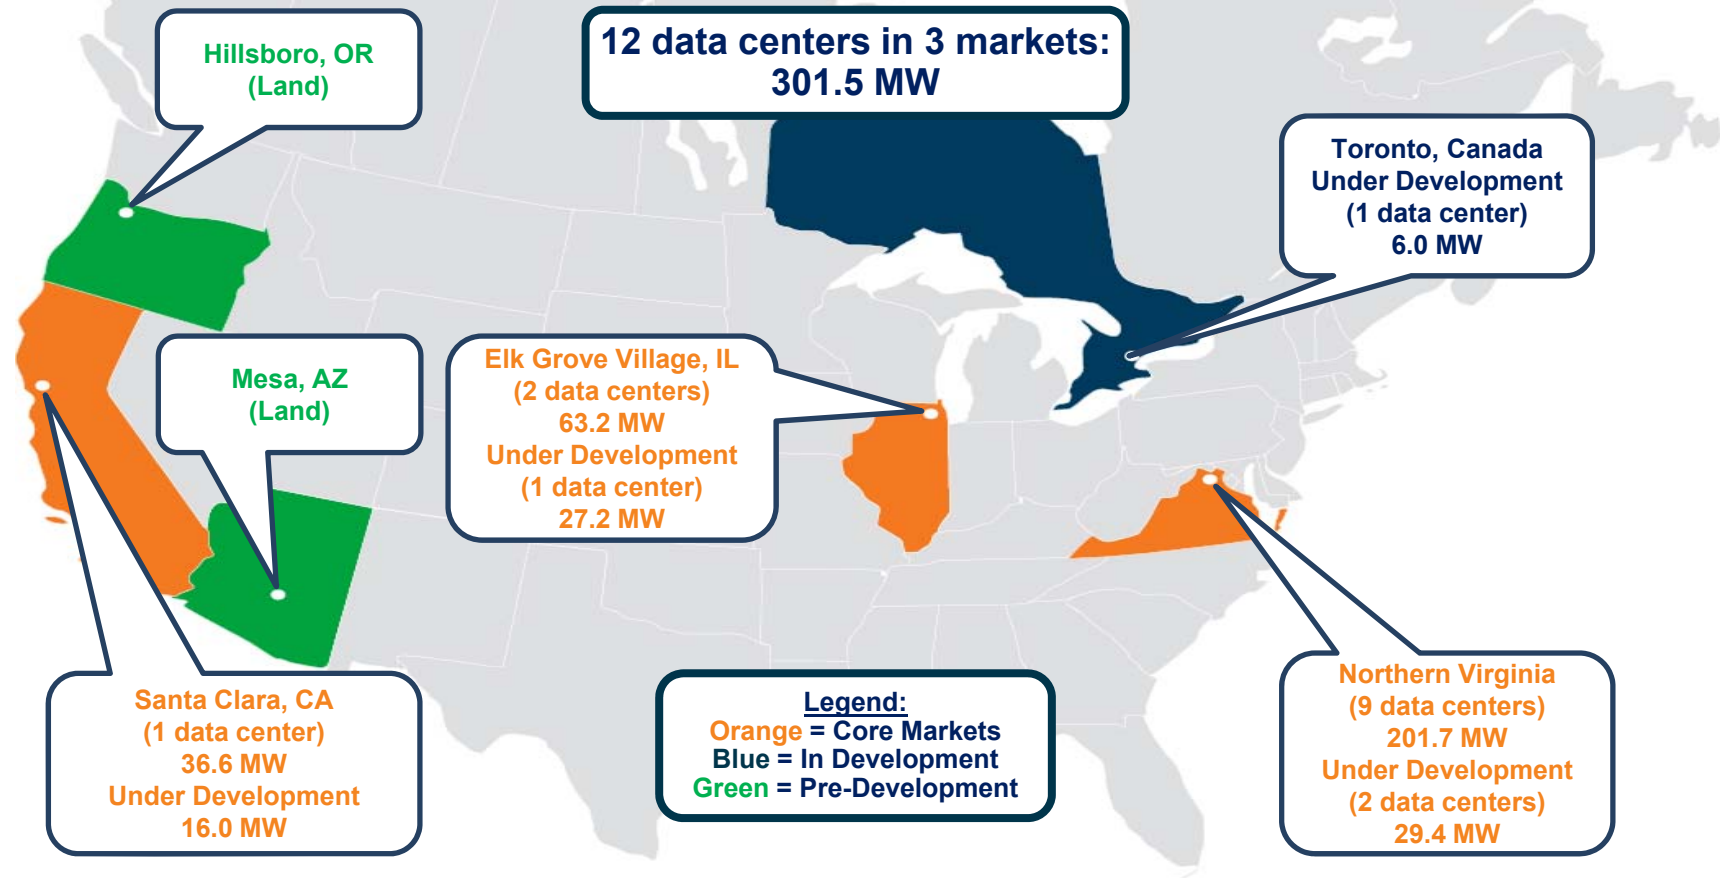 12 data centers in 3 markets:
301.5 MW
Hillsboro, OR
(Land)
Toronto, Canada
Under Development
(1 data center)
6.0 MW
Mesa, AZ
(Land)
Elk Grove Village, IL
(2 data centers)
63.2 MW
Under Development
(1 data center)
27.2 MW
Santa Clara, CA
(1 data center)
36.6 MW
Under Development
16.0 MW
Legend:
Orange = Core Markets
Blue = In Development
Green = Pre-Development
Northern Virginia
(9 data centers)
201.7 MW
Under Development
(2 data centers)
29.4 MW